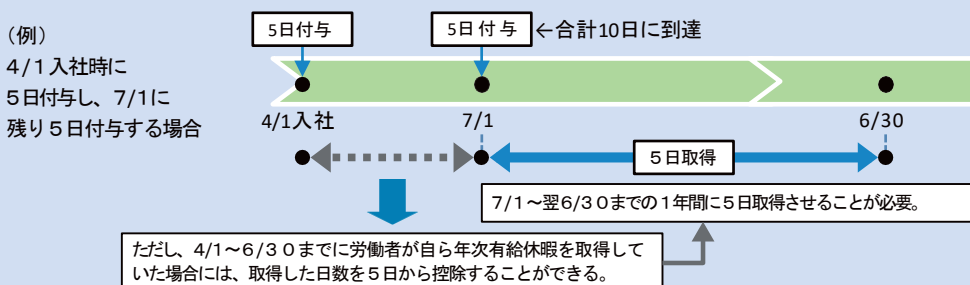 (例)
4/1入社時に
5日付与し、7/1に
残り5日付与する場合
5日付与
5日付与
←合計10日に到達
4/1入社
7/1
6/30
5日取得
7/1～翌6/30までの1年間に5日取得させることが必要。
ただし、4/1～6/30までに労働者が自ら年次有給休暇を取得して
いた場合には、取得した日数を5日から控除することができる。